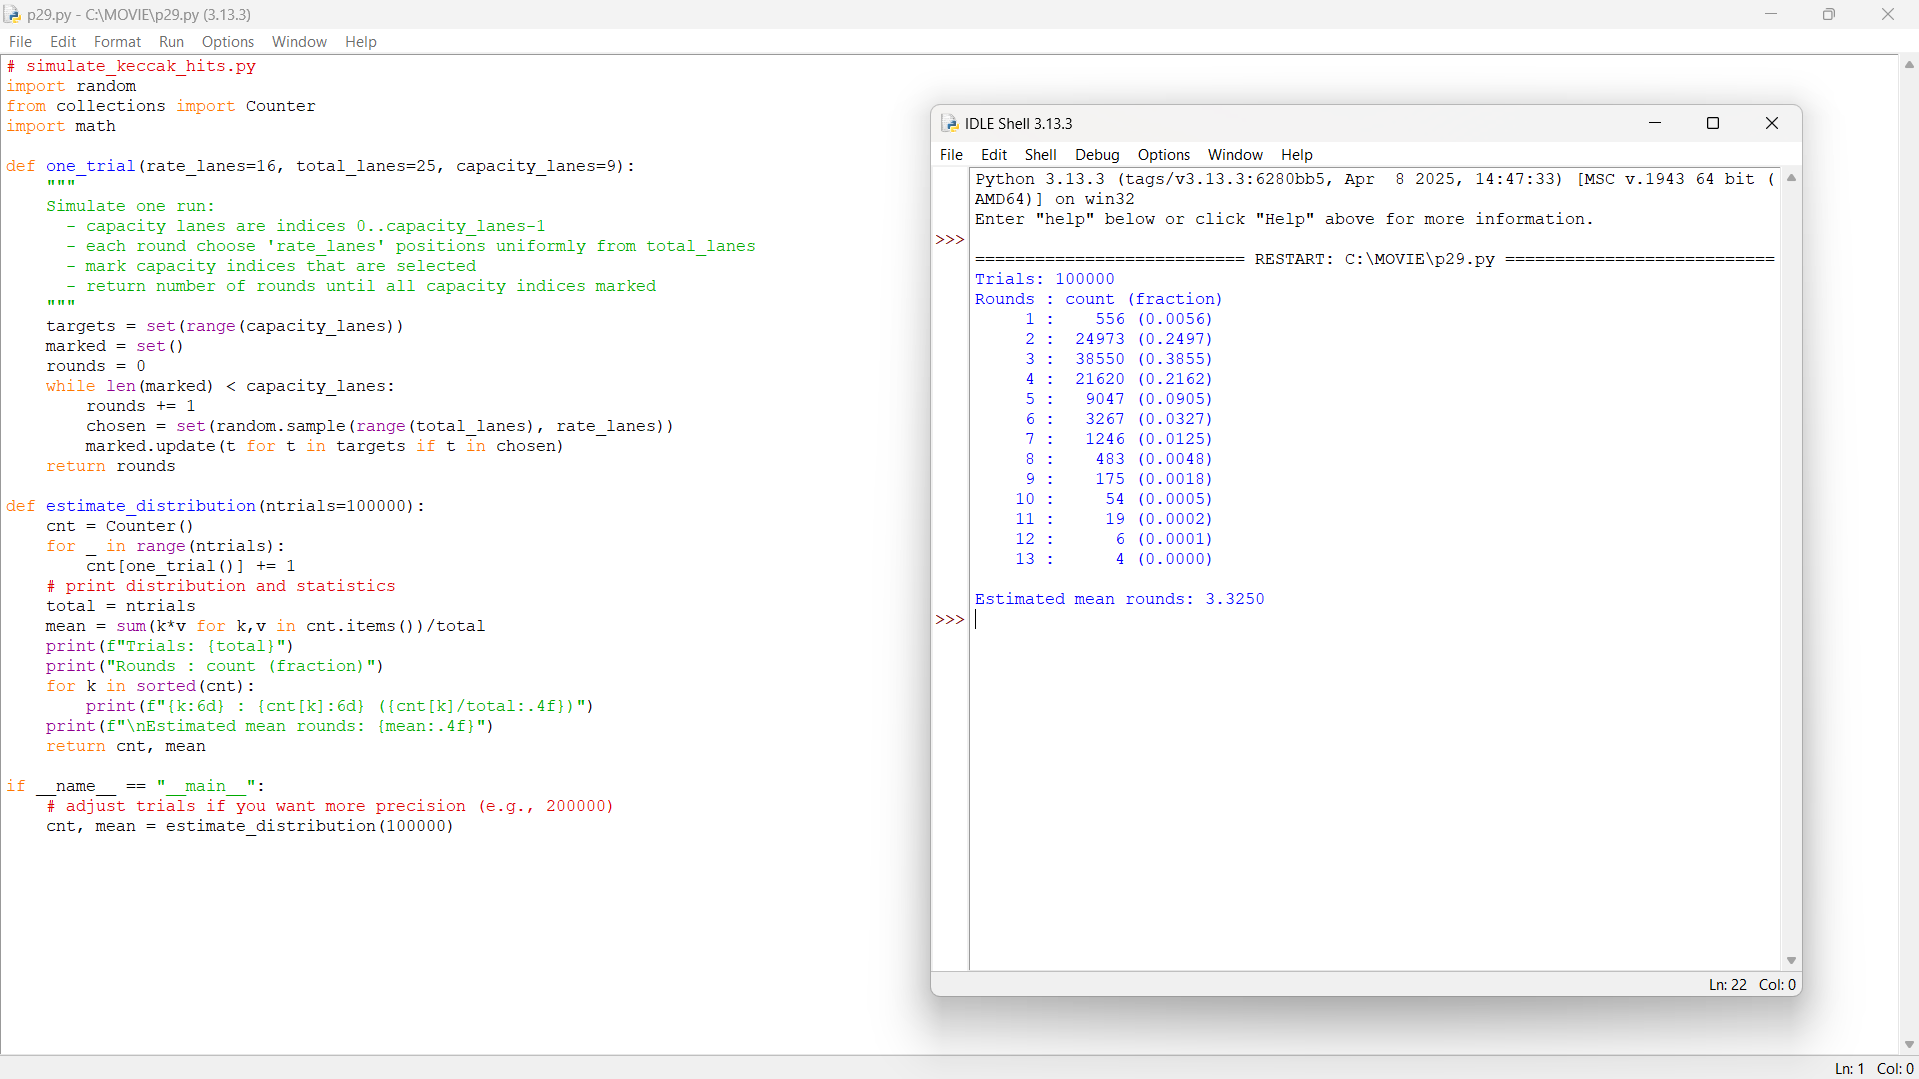 p29.py - C:\MOVIE\p29.py (3.13.3)
File Edit Format Run Options Window Help
# simulate_keccak_hits.py
import random
from collections import Counter
import math

def one_trial(rate_lanes=16, total_lanes=25, capacity_lanes=9):
    """
    Simulate one run:
      - capacity lanes are indices 0..capacity_lanes-1
      - each round choose 'rate_lanes' positions uniformly from total_lanes
      - mark capacity indices that are selected
      - return number of rounds until all capacity indices marked
    """
    targets = set(range(capacity_lanes))
    marked = set()
    rounds = 0
    while len(marked) < capacity_lanes:
        rounds += 1
        chosen = set(random.sample(range(total_lanes), rate_lanes))
        marked.update(t for t in targets if t in chosen)
    return rounds

def estimate_distribution(ntrials=100000):
    cnt = Counter()
    for _ in range(ntrials):
        cnt[one_trial()] += 1
    # print distribution and statistics
    total = ntrials
    mean = sum(k*v for k,v in cnt.items())/total
    print(f"Trials: {total}")
    print("Rounds : count (fraction)")
    for k in sorted(cnt):
        print(f"{k:6d} : {cnt[k]:6d} ({cnt[k]/total:.4f})")
    print(f"\nEstimated mean rounds: {mean:.4f}")
    return cnt, mean

if __name__ == "__main__":
    # adjust trials if you want more precision (e.g., 200000)
    cnt, mean = estimate_distribution(100000)
Ln: 1 Col: 0
IDLE Shell 3.13.3
File Edit Shell Debug Options Window Help
Python 3.13.3 (tags/v3.13.3:6280bb5, Apr  8 2025, 14:47:33) [MSC v.1943 64 bit (
AMD64)] on win32
Enter "help" below or click "Help" above for more information.
>>>
=========================== RESTART: C:\MOVIE\p29.py ===========================
Trials: 100000
Rounds : count (fraction)
     1 :    556 (0.0056)
     2 :  24973 (0.2497)
     3 :  38550 (0.3855)
     4 :  21620 (0.2162)
     5 :   9047 (0.0905)
     6 :   3267 (0.0327)
     7 :   1246 (0.0125)
     8 :    483 (0.0048)
     9 :    175 (0.0018)
    10 :     54 (0.0005)
    11 :     19 (0.0002)
    12 :      6 (0.0001)
    13 :      4 (0.0000)

Estimated mean rounds: 3.3250
>>>
Ln: 22 Col: 0